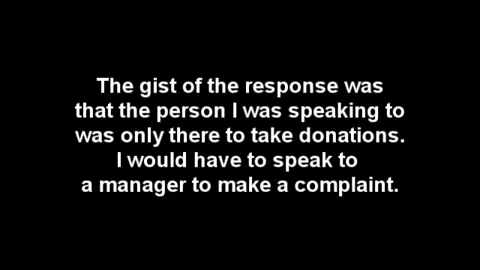 The gist of the response was
that the person I was speaking to
was only there to take donations.
I would have to speak to
a manager to make a complaint.